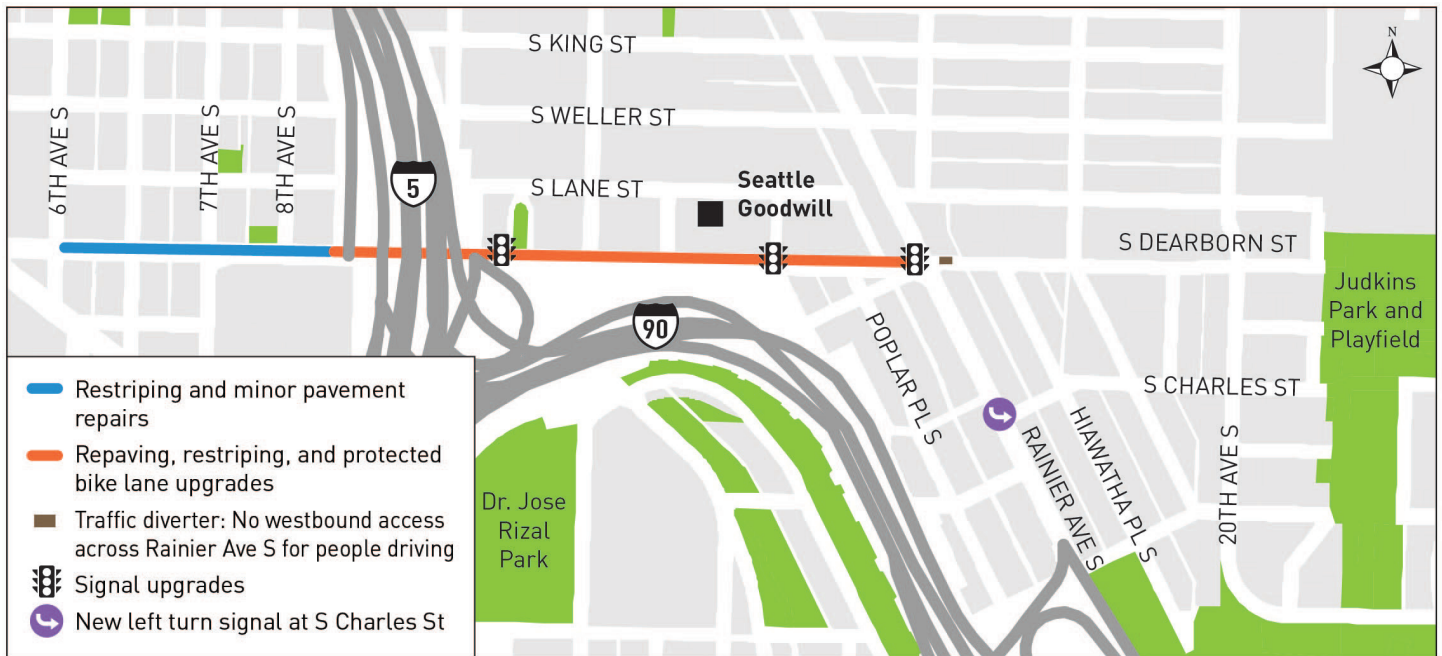 N
S KING ST
S WELLER ST
6TH AVE S
7TH AVE S
8TH AVE S
5
S LANE ST
Seattle
Goodwill
S DEARBORN ST
Judkins
Park and
Playfield
90
POPLAR PL S
S CHARLES ST
RAINIER AVE S
HIAWATHA PL S
20TH AVE S
Dr. Jose
Rizal
Park
Restriping and minor pavement
repairs
Repaving, restriping, and protected
bike lane upgrades
Traffic diverter: No westbound access
across Rainier Ave S for people driving
Signal upgrades
New left turn signal at S Charles St